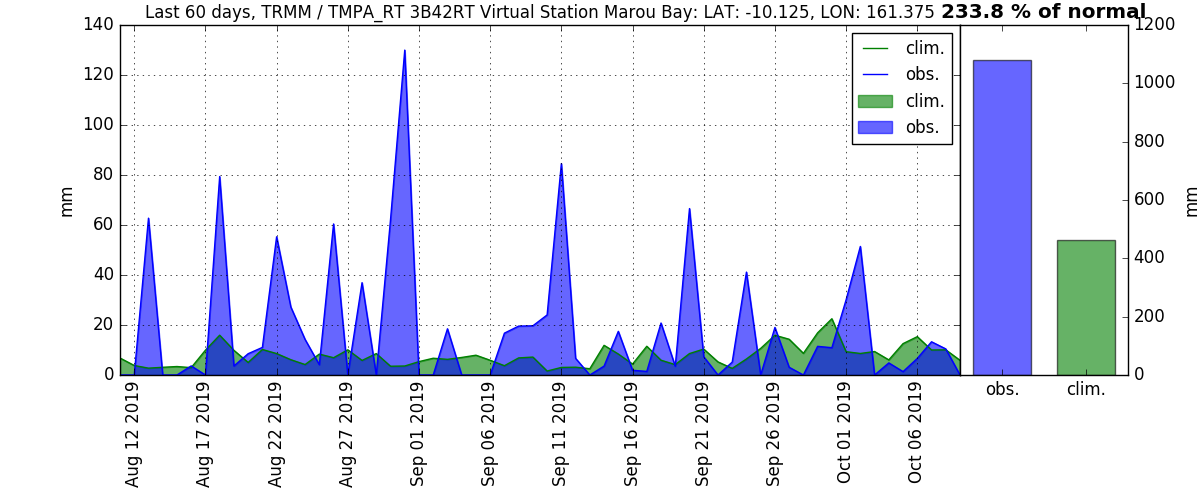 Last 60 days, TRMM / TMPA_RT 3B42RT Virtual Station Marou Bay: LAT: -10.125, LON: 161.375 233.8 % of normal
140
120
100
80
60
40
20
0
mm
clim.
obs.
clim.
obs.
1200
1000
800
600
400
200
0
mm
Aug 12 2019
Aug 17 2019
Aug 22 2019
Aug 27 2019
Sep 01 2019
Sep 06 2019
Sep 11 2019
Sep 16 2019
Sep 21 2019
Sep 26 2019
Oct 01 2019
Oct 06 2019
obs.
clim.